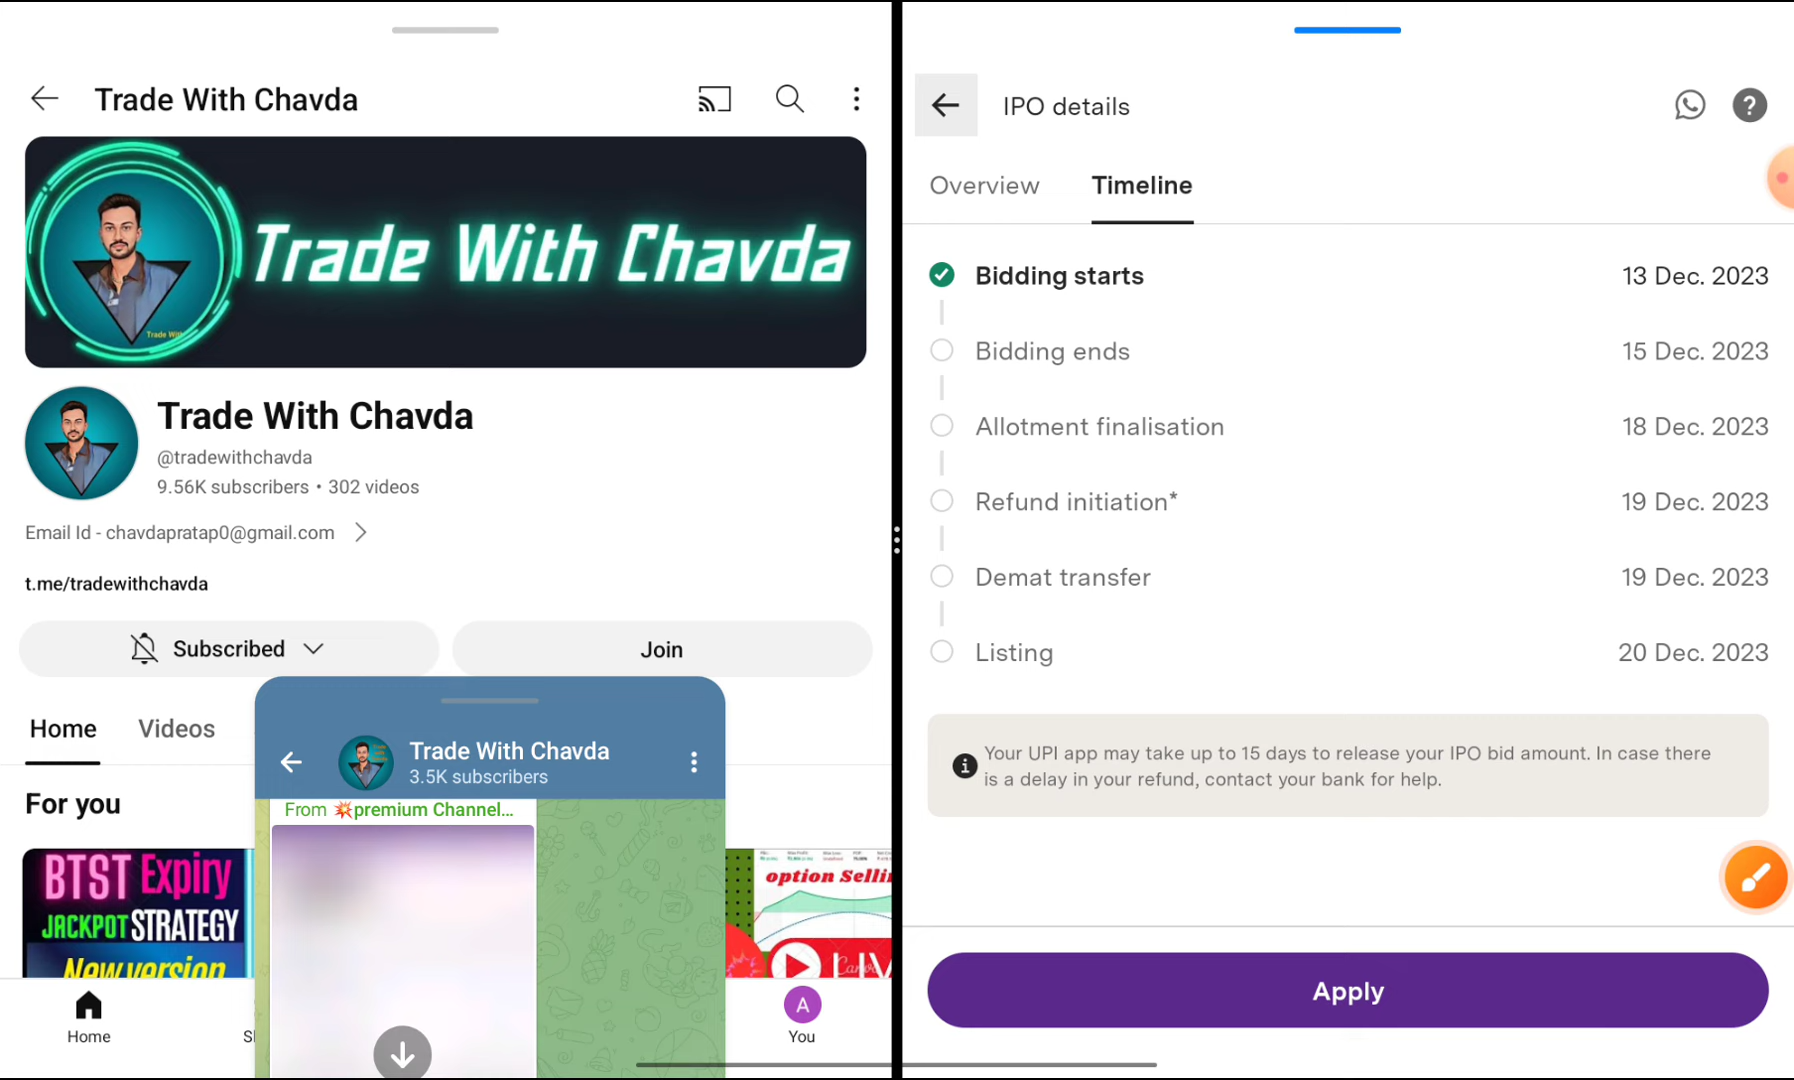 Trade With Chavda
Trade With Chavda
Trade With Chavda
@tradewithchavda
9.56K subscribers • 302 videos
Email Id - chavdapratap0@gmail.com
t.me/tradewithchavda
Subscribed
Join
Home
Videos
For you
BTST Expiry
JACKPOT STRATEGY
New version
Trade With Chavda
3.5K subscribers
From 💥premium Channel...
option Sellin
LIV
Canva
Home
A
You
IPO details
?
Overview
Timeline
Bidding starts
13 Dec. 2023
Bidding ends
15 Dec. 2023
Allotment finalisation
18 Dec. 2023
Refund initiation*
19 Dec. 2023
Demat transfer
19 Dec. 2023
Listing
20 Dec. 2023
Your UPI app may take up to 15 days to release your IPO bid amount. In case there
is a delay in your refund, contact your bank for help.
Apply